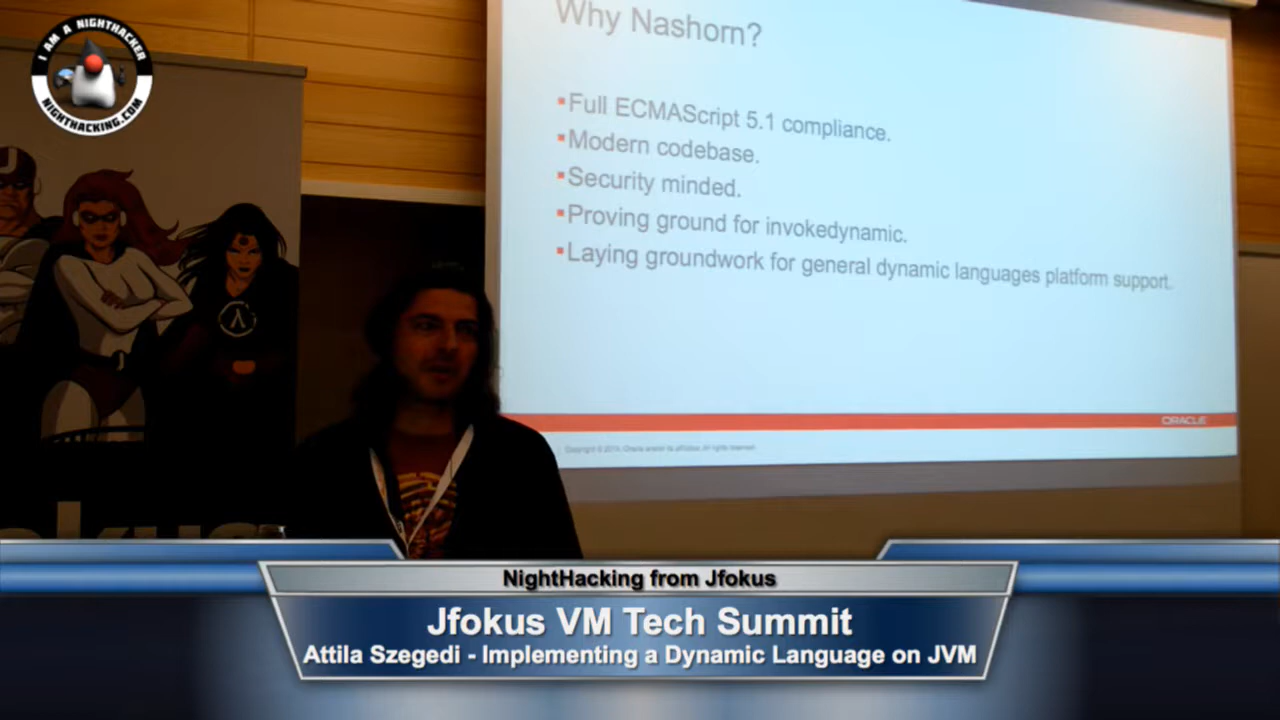 I AM A NIGHTHACKER
NIGHTHACKING.COM
Why Nashorn?
Full ECMAScript 5.1 compliance.
Modern codebase.
Security minded.
Proving ground for invokedynamic.
Laying groundwork for general dynamic languages platform support.
ORACLE
NightHacking from Jfokus
Jfokus VM Tech Summit
Attila Szegedi - Implementing a Dynamic Language on JVM